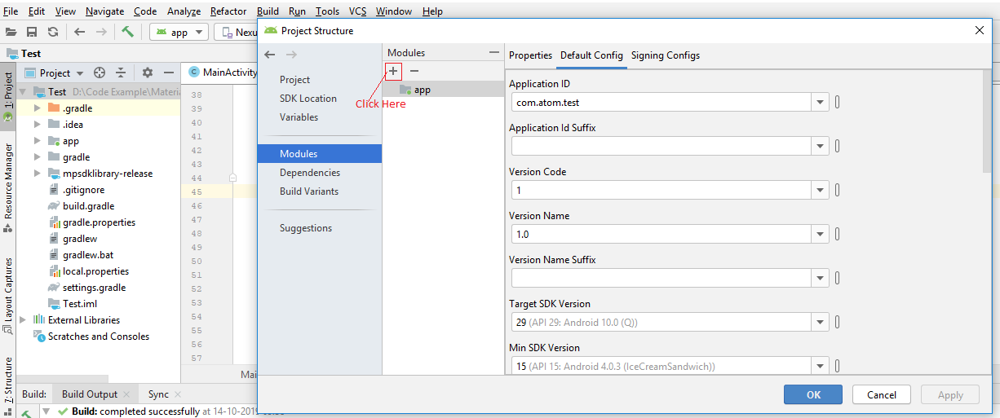 File Edit View Navigate Code Analyze Refactor Build Run Tools VCS Window Help
app
Nexu
Test
1: Project
Resource Manager
Layout Captures
Z: Structure
Project
Test D:\Code Example\Materia
.gradle
.idea
app
gradle
mpsdklibrary-release
.gitignore
build.gradle
gradle.properties
gradlew
gradlew.bat
local.properties
settings.gradle
Test.iml
External Libraries
Scratches and Consoles
C MainActivity
38
39
40
41
42
43
44
45
46
47
48
49
50
51
52
53
54
55
56
57
Mai
Project Structure
Project
SDK Location
Variables
Modules
Dependencies
Build Variants
Suggestions
Modules
app
Click Here
Properties Default Config Signing Configs
Application ID
com.atom.test
Application Id Suffix
Version Code
1
Version Name
1.0
Version Name Suffix
Target SDK Version
29 (API 29: Android 10.0 (Q))
Min SDK Version
15 (API 15: Android 4.0.3 (IceCreamSandwich))
OK Cancel Apply
Build: Build Output Sync
Build: completed successfully at 14-10-2019